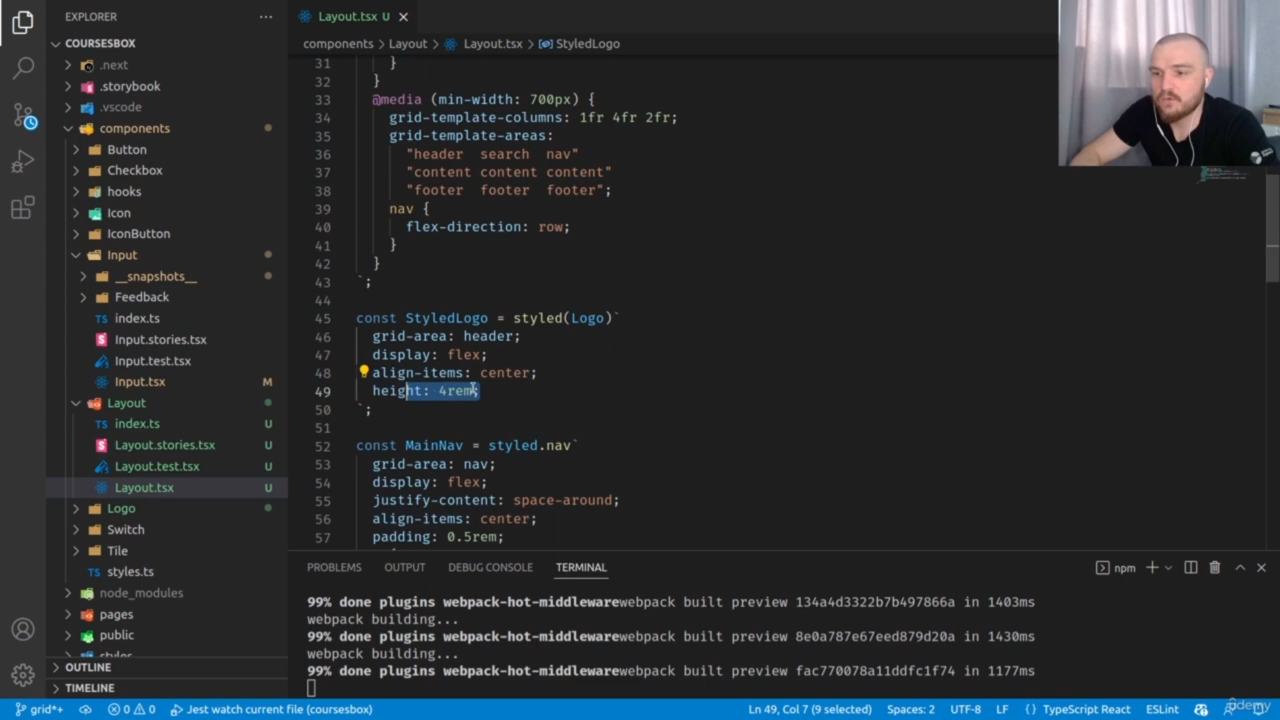 EXPLORER
Layout.tsx U
COURSESBOX
components Layout Layout.tsx StyledLogo
.next
.storybook
.vscode
components
Button
Checkbox
hooks
Icon
IconButton
Input
__snapshots__
Feedback
index.ts
Input.stories.tsx
Input.test.tsx
Input.tsx M
Layout
index.ts U
Layout.stories.tsx U
Layout.test.tsx U
Layout.tsx U
Logo
Switch
Tile
styles.ts
node_modules
pages
public
styles
OUTLINE
TIMELINE
31 }
32 }
33 @media (min-width: 700px) {
34 grid-template-columns: 1fr 4fr 2fr;
35 grid-template-areas:
36 "header search nav"
37 "content content content"
38 "footer footer footer";
39 nav {
40 flex-direction: row;
41 }
42 }
43 `;
44
45 const StyledLogo = styled(Logo)`
46 grid-area: header;
47 display: flex;
48 align-items: center;
49 height: 4rem;
50 `;
51
52 const MainNav = styled.nav`
53 grid-area: nav;
54 display: flex;
55 justify-content: space-around;
56 align-items: center;
57 padding: 0.5rem;
PROBLEMS OUTPUT DEBUG CONSOLE TERMINAL npm
99% done plugins webpack-hot-middlewarewebpack built preview 134a4d3322b7b497866a in 1403ms
webpack building...
99% done plugins webpack-hot-middlewarewebpack built preview 8e0a787e67eed879d20a in 1430ms
webpack building...
99% done plugins webpack-hot-middlewarewebpack built preview fac770078a11ddfc1f74 in 1177ms
grid*+ 0 0 Jest watch current file (coursesbox) Ln 49, Col 7 (9 selected) Spaces: 2 UTF-8 LF {} TypeScript React ESLint
udemy